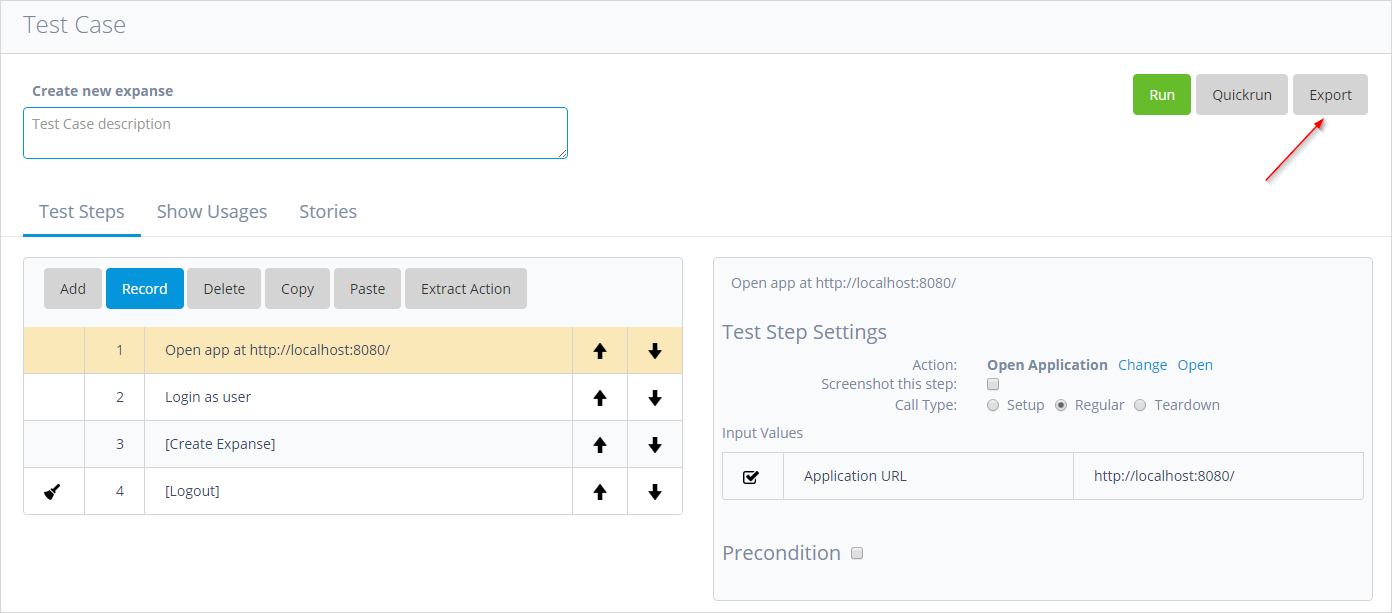 Test Case
Create new expanse
Test Case description
Run Quickrun Export
Test Steps Show Usages Stories
Add Record Delete Copy Paste Extract Action
1 Open app at http://localhost:8080/
2 Login as user
3 [Create Expanse]
4 [Logout]
Open app at http://localhost:8080/
Test Step Settings
Action: Open Application Change Open
Screenshot this step:
Call Type: Setup Regular Teardown
Input Values
Application URL http://localhost:8080/
Precondition